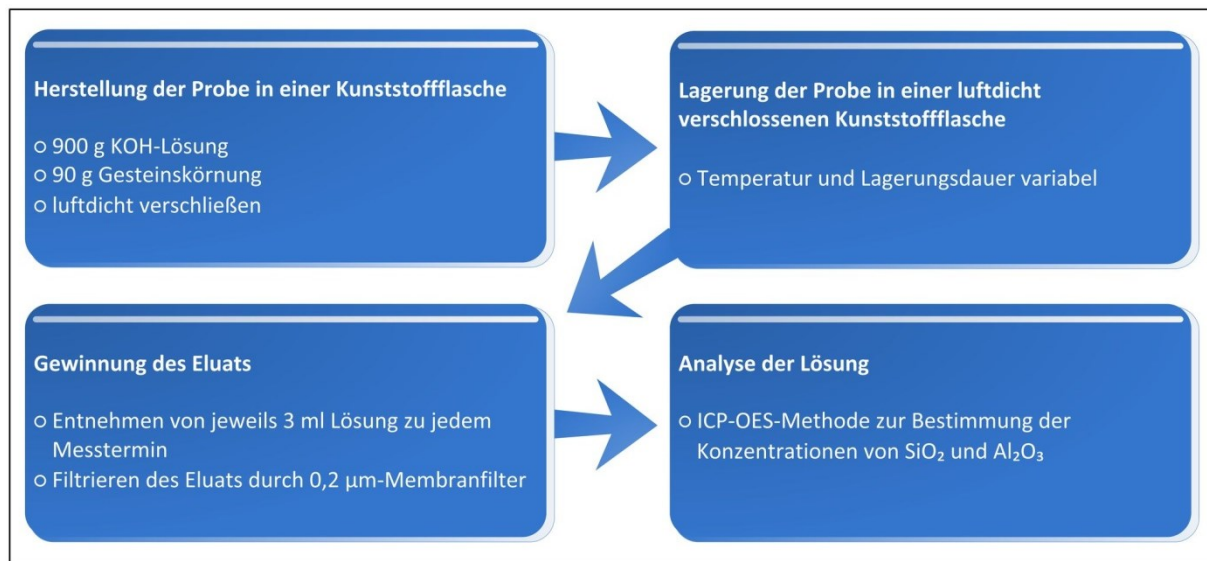 Herstellung der Probe in einer Kunststoffflasche
○ 900 g KOH-Lösung
○ 90 g Gesteinskörnung
○ luftdicht verschließen
Lagerung der Probe in einer luftdicht
verschlossenen Kunststoffflasche
○ Temperatur und Lagerungsdauer variabel
Gewinnung des Eluats
○ Entnehmen von jeweils 3 ml Lösung zu jedem
Messtermin
○ Filtrieren des Eluats durch 0,2 µm-Membranfilter
Analyse der Lösung
○ ICP-OES-Methode zur Bestimmung der
Konzentrationen von SiO₂ und Al₂O₃